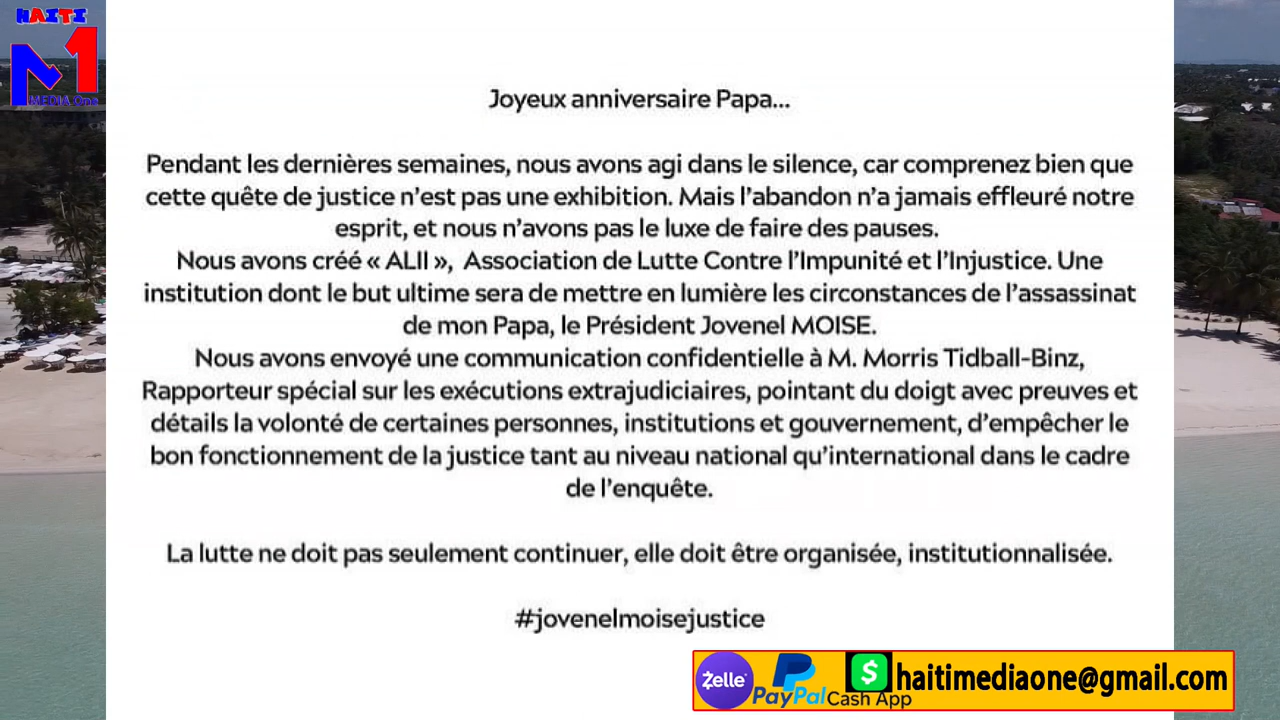 HAITI
M1
MEDIA One
Joyeux anniversaire Papa...
Pendant les dernières semaines, nous avons agi dans le silence, car comprenez bien que
cette quête de justice n’est pas une exhibition. Mais l’abandon n’a jamais effleuré notre
esprit, et nous n’avons pas le luxe de faire des pauses.
Nous avons créé « ALII », Association de Lutte Contre l’Impunité et l’Injustice. Une
institution dont le but ultime sera de mettre en lumière les circonstances de l’assassinat
de mon Papa, le Président Jovenel MOISE.
Nous avons envoyé une communication confidentielle à M. Morris Tidball-Binz,
Rapporteur spécial sur les exécutions extrajudiciaires, pointant du doigt avec preuves et
détails la volonté de certaines personnes, institutions et gouvernement, d’empêcher le
bon fonctionnement de la justice tant au niveau national qu’international dans le cadre
de l’enquête.
La lutte ne doit pas seulement continuer, elle doit être organisée, institutionnalisée.
#jovenelmoisejustice
Zelle
PayPal
$
Cash App
haitimediaone@gmail.com